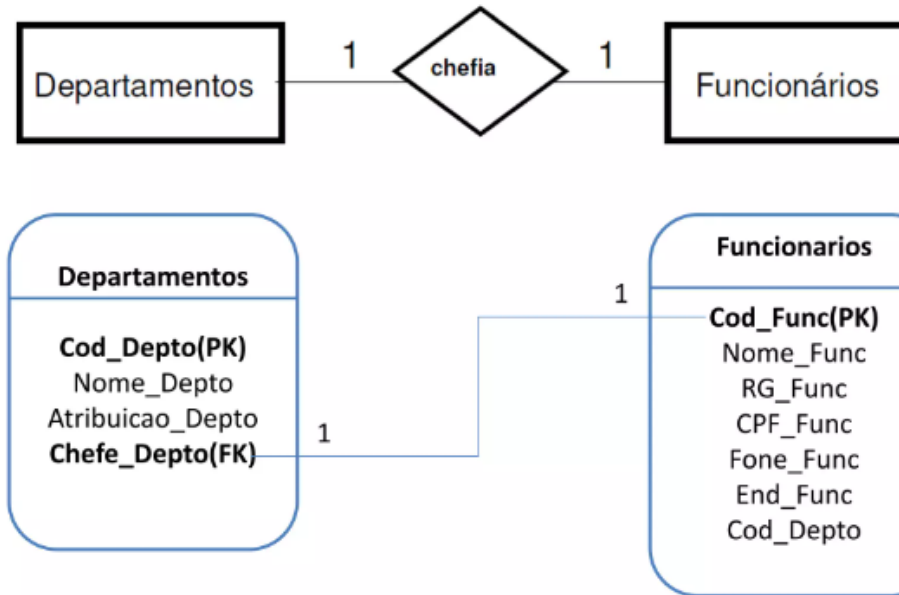 Departamentos
1
chefia
1
Funcionários
Departamentos
Cod_Depto(PK)
Nome_Depto
Atribuicao_Depto
Chefe_Depto(FK)
1
1
Funcionarios
Cod_Func(PK)
Nome_Func
RG_Func
CPF_Func
Fone_Func
End_Func
Cod_Depto